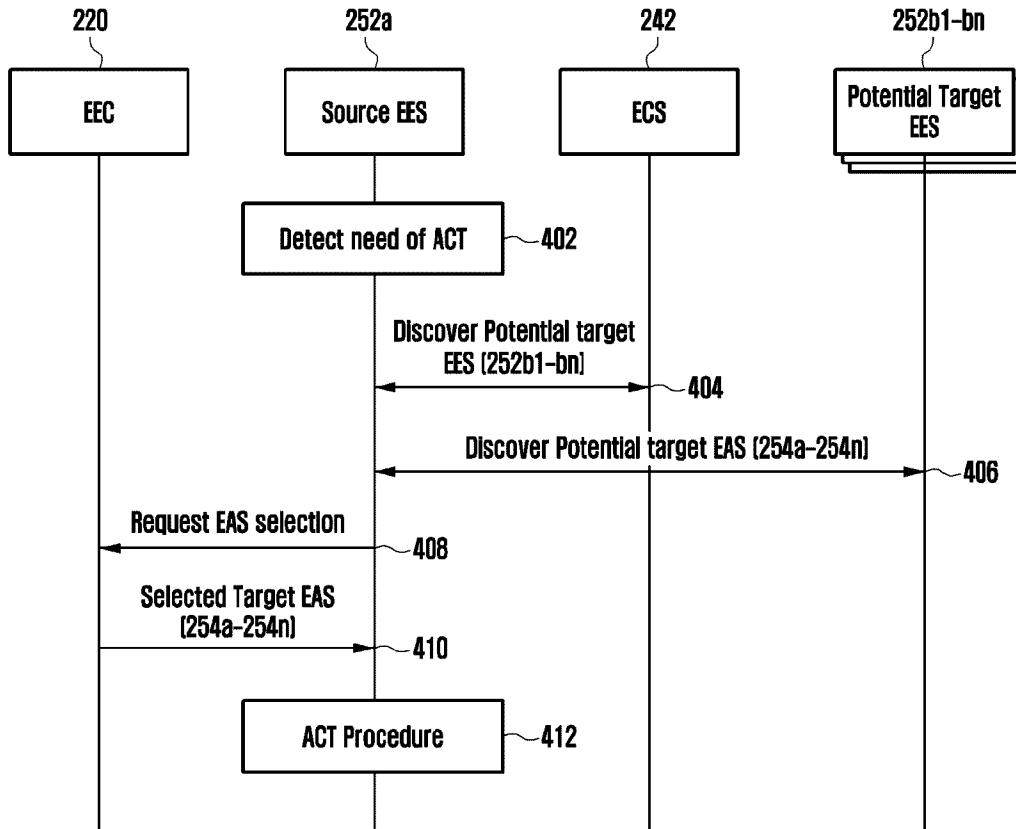 220
252a
242
252b1-bn
EEC
Source EES
ECS
Potential Target
EES
Detect need of ACT
402
Discover Potential target
EES [252b1-bn]
404
Discover Potential target EAS [254a-254n]
406
Request EAS selection
408
Selected Target EAS
[254a-254n]
410
ACT Procedure
412